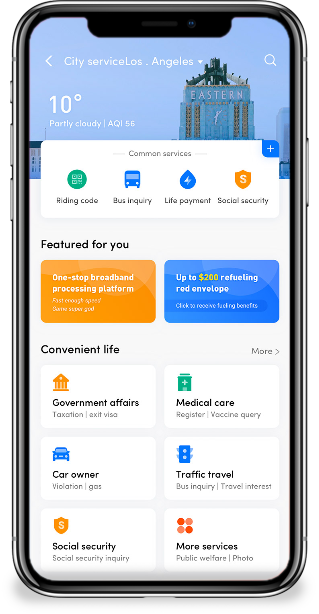 City serviceLos . Angeles
EASTERN
10°
Partly cloudy | AQI 56
Common services
Riding code
Bus inquiry
Life payment
Social security
Featured for you
One-stop broadband
processing platform
Fast enough speed
Same super god
Up to $200 refueling
red envelope
Click to receive fueling benefits
Convenient life
More >
Government affairs
Taxation | exit visa
Medical care
Register | Vaccine query
Car owner
Violation | gas
Traffic travel
Bus inquiry | Travel interest
Social security
Social security inquiry
More services
Public welfare | Photo